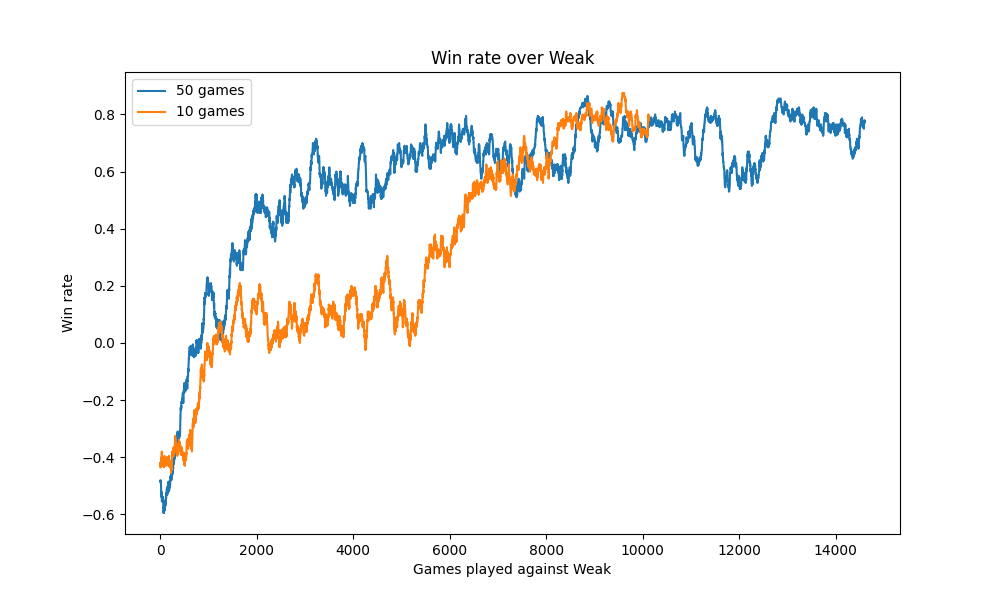 Win rate over Weak
50 games
10 games
0.8
0.6
0.4
0.2
0.0
−0.2
−0.4
−0.6
Win rate
0 2000 4000 6000 8000 10000 12000 14000
Games played against Weak